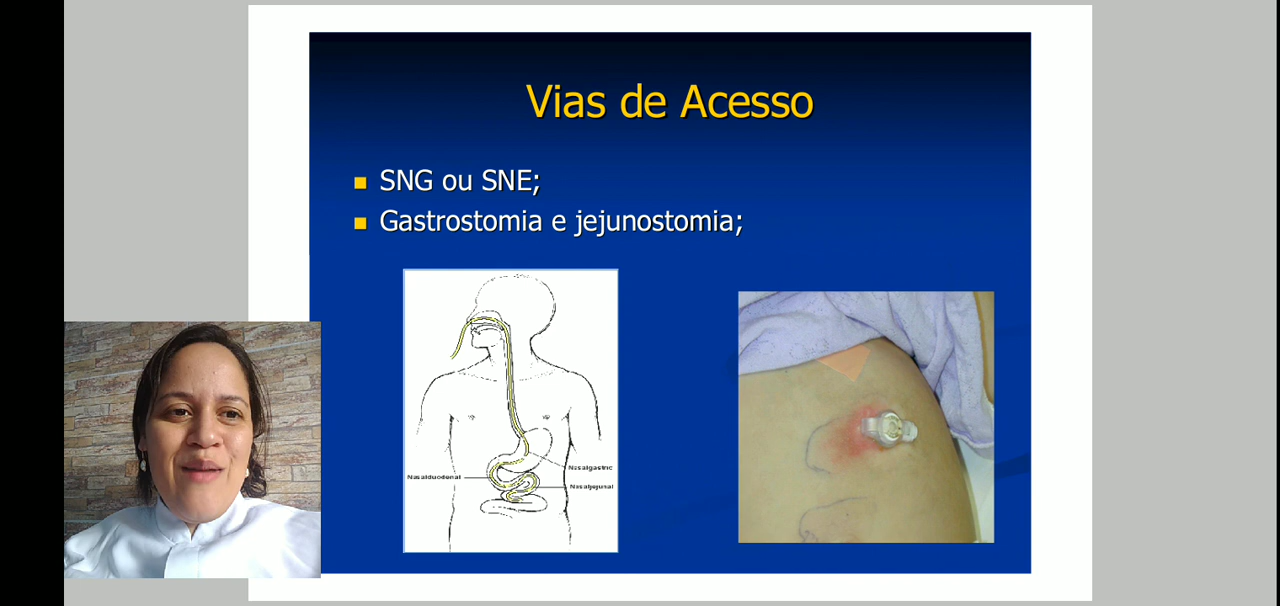 Vias de Acesso
SNG ou SNE;
Gastrostomia e jejunostomia;
Nasalgastric
Nasalduodenal
Nasaljejunal